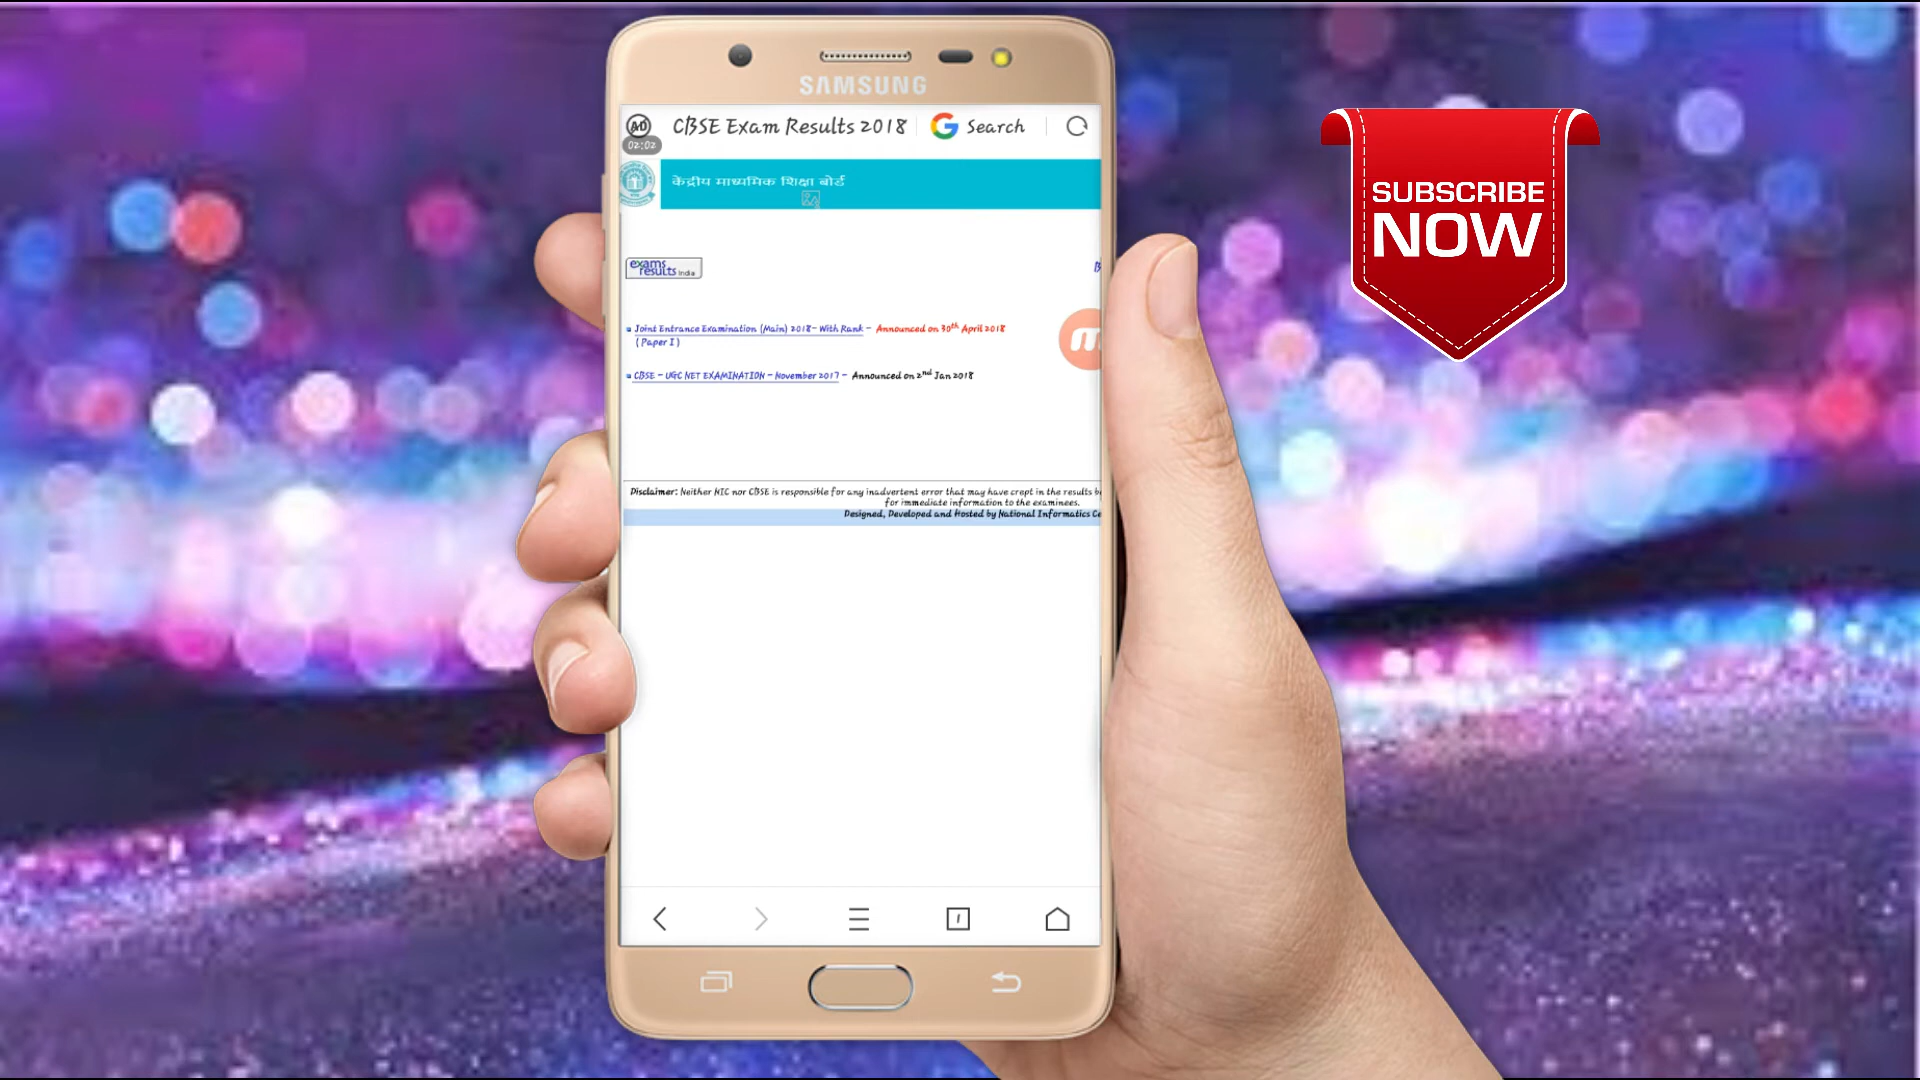 SAMSUNG
AD
02:02
CBSE Exam Results 2018
Search
केंद्रीय माध्यमिक शिक्षा बोर्ड
exams
results India
B
Joint Entrance Examination (Main) 2018- With Rank - Announced on 30th April 2018
( Paper I )
m
CBSE - UGC NET EXAMINATION - November 2017 - Announced on 2nd Jan 2018
Disclaimer: Neither NIC nor CBSE is responsible for any inadvertent error that may have crept in the results b
for immediate information to the examinees.
Designed, Developed and Hosted by National Informatics Ce
1
SUBSCRIBE
NOW